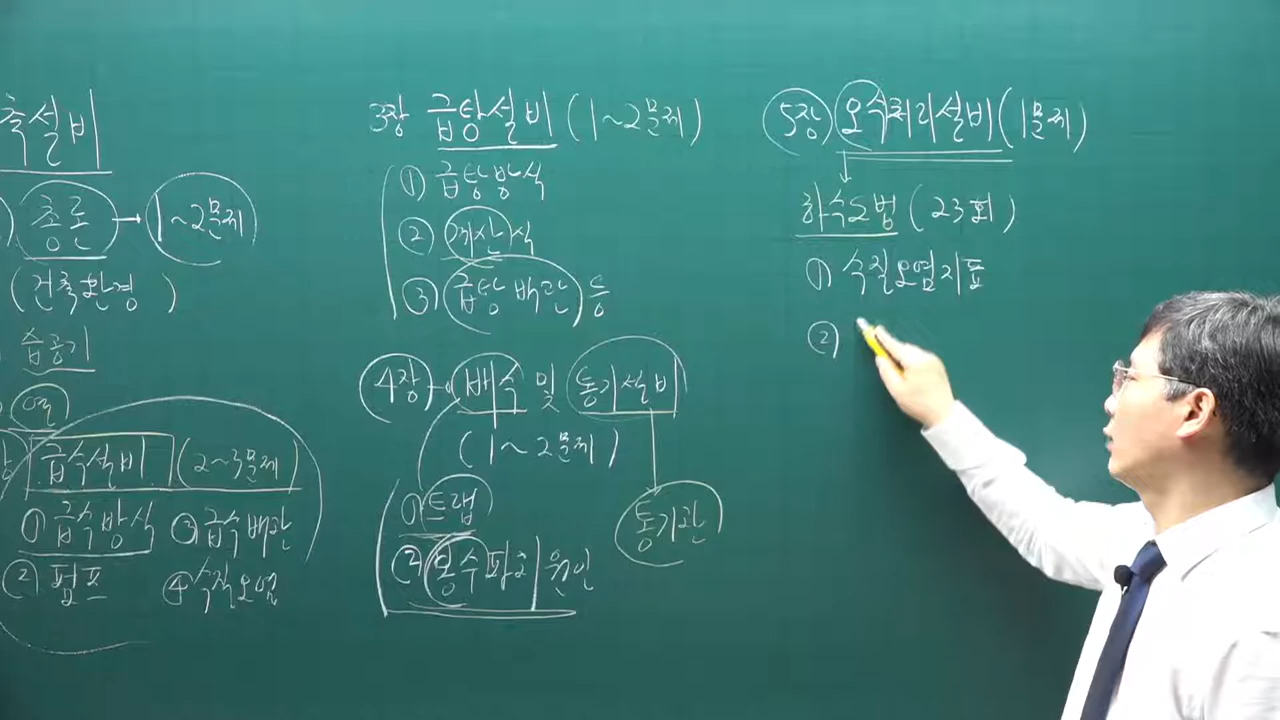 축설비
총론 → 1~2문제
(건축환경)
습공기
열
급수설비 (2~3문제)
① 급수방식 ③ 급수배관
② 펌프 ④ 수질오염
3장 급탕설비 (1~2문제)
① 급탕방식
② 계산식
③ 급탕배관 등
4장 배수 및 통기설비
(1~2문제)
① 트랩
통기관
② 봉수파괴원인
5장 오수처리설비 (1문제)
하수도법 (23회)
① 수질오염지표
②